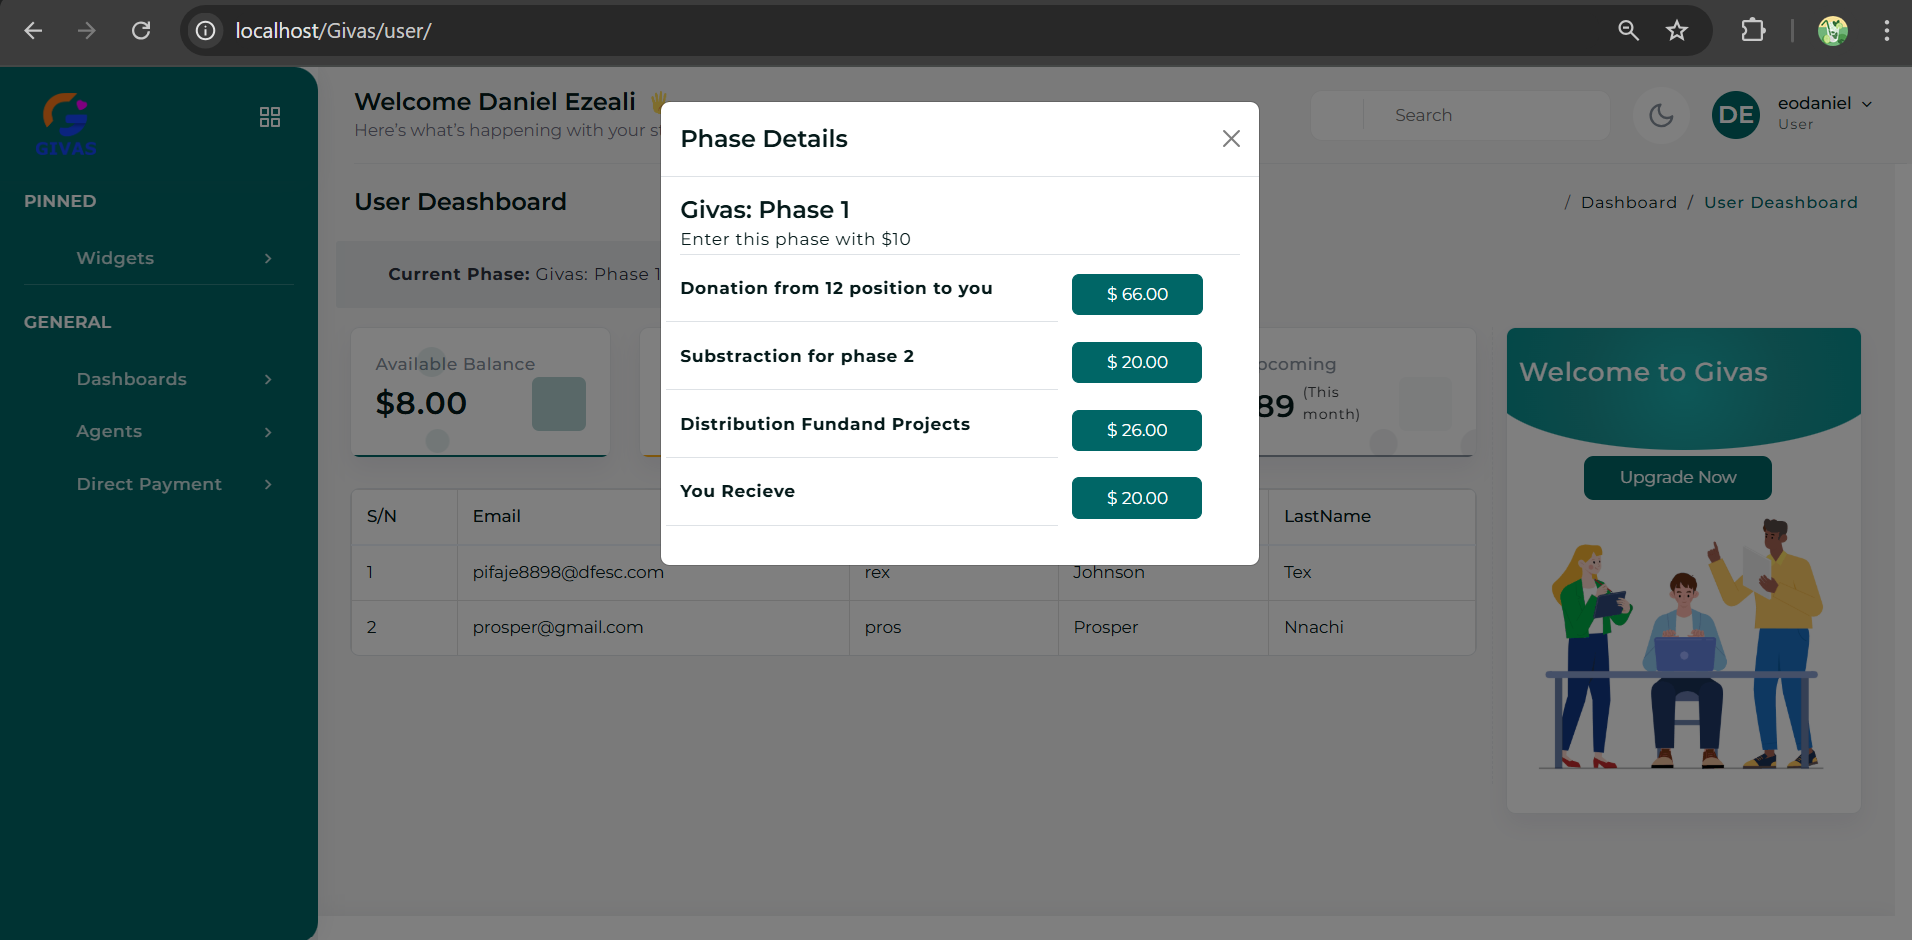 localhost/Givas/user/
GIVAS
PINNED
Widgets
GENERAL
Dashboards
Agents
Direct Payment
Welcome Daniel Ezeali
Here's what's happening with your st
Search
DE
eodaniel
User
User Deashboard
/ Dashboard / User Deashboard
Current Phase: Givas: Phase 1
Available Balance
$8.00
pcoming
89 (This
month)
Welcome to Givas
Upgrade Now
Phase Details
Givas: Phase 1
Enter this phase with $10
Donation from 12 position to you $ 66.00
Substraction for phase 2 $ 20.00
Distribution Fundand Projects $ 26.00
You Recieve $ 20.00
S/N Email LastName
1 pifaje8898@dfesc.com rex Johnson Tex
2 prosper@gmail.com pros Prosper Nnachi